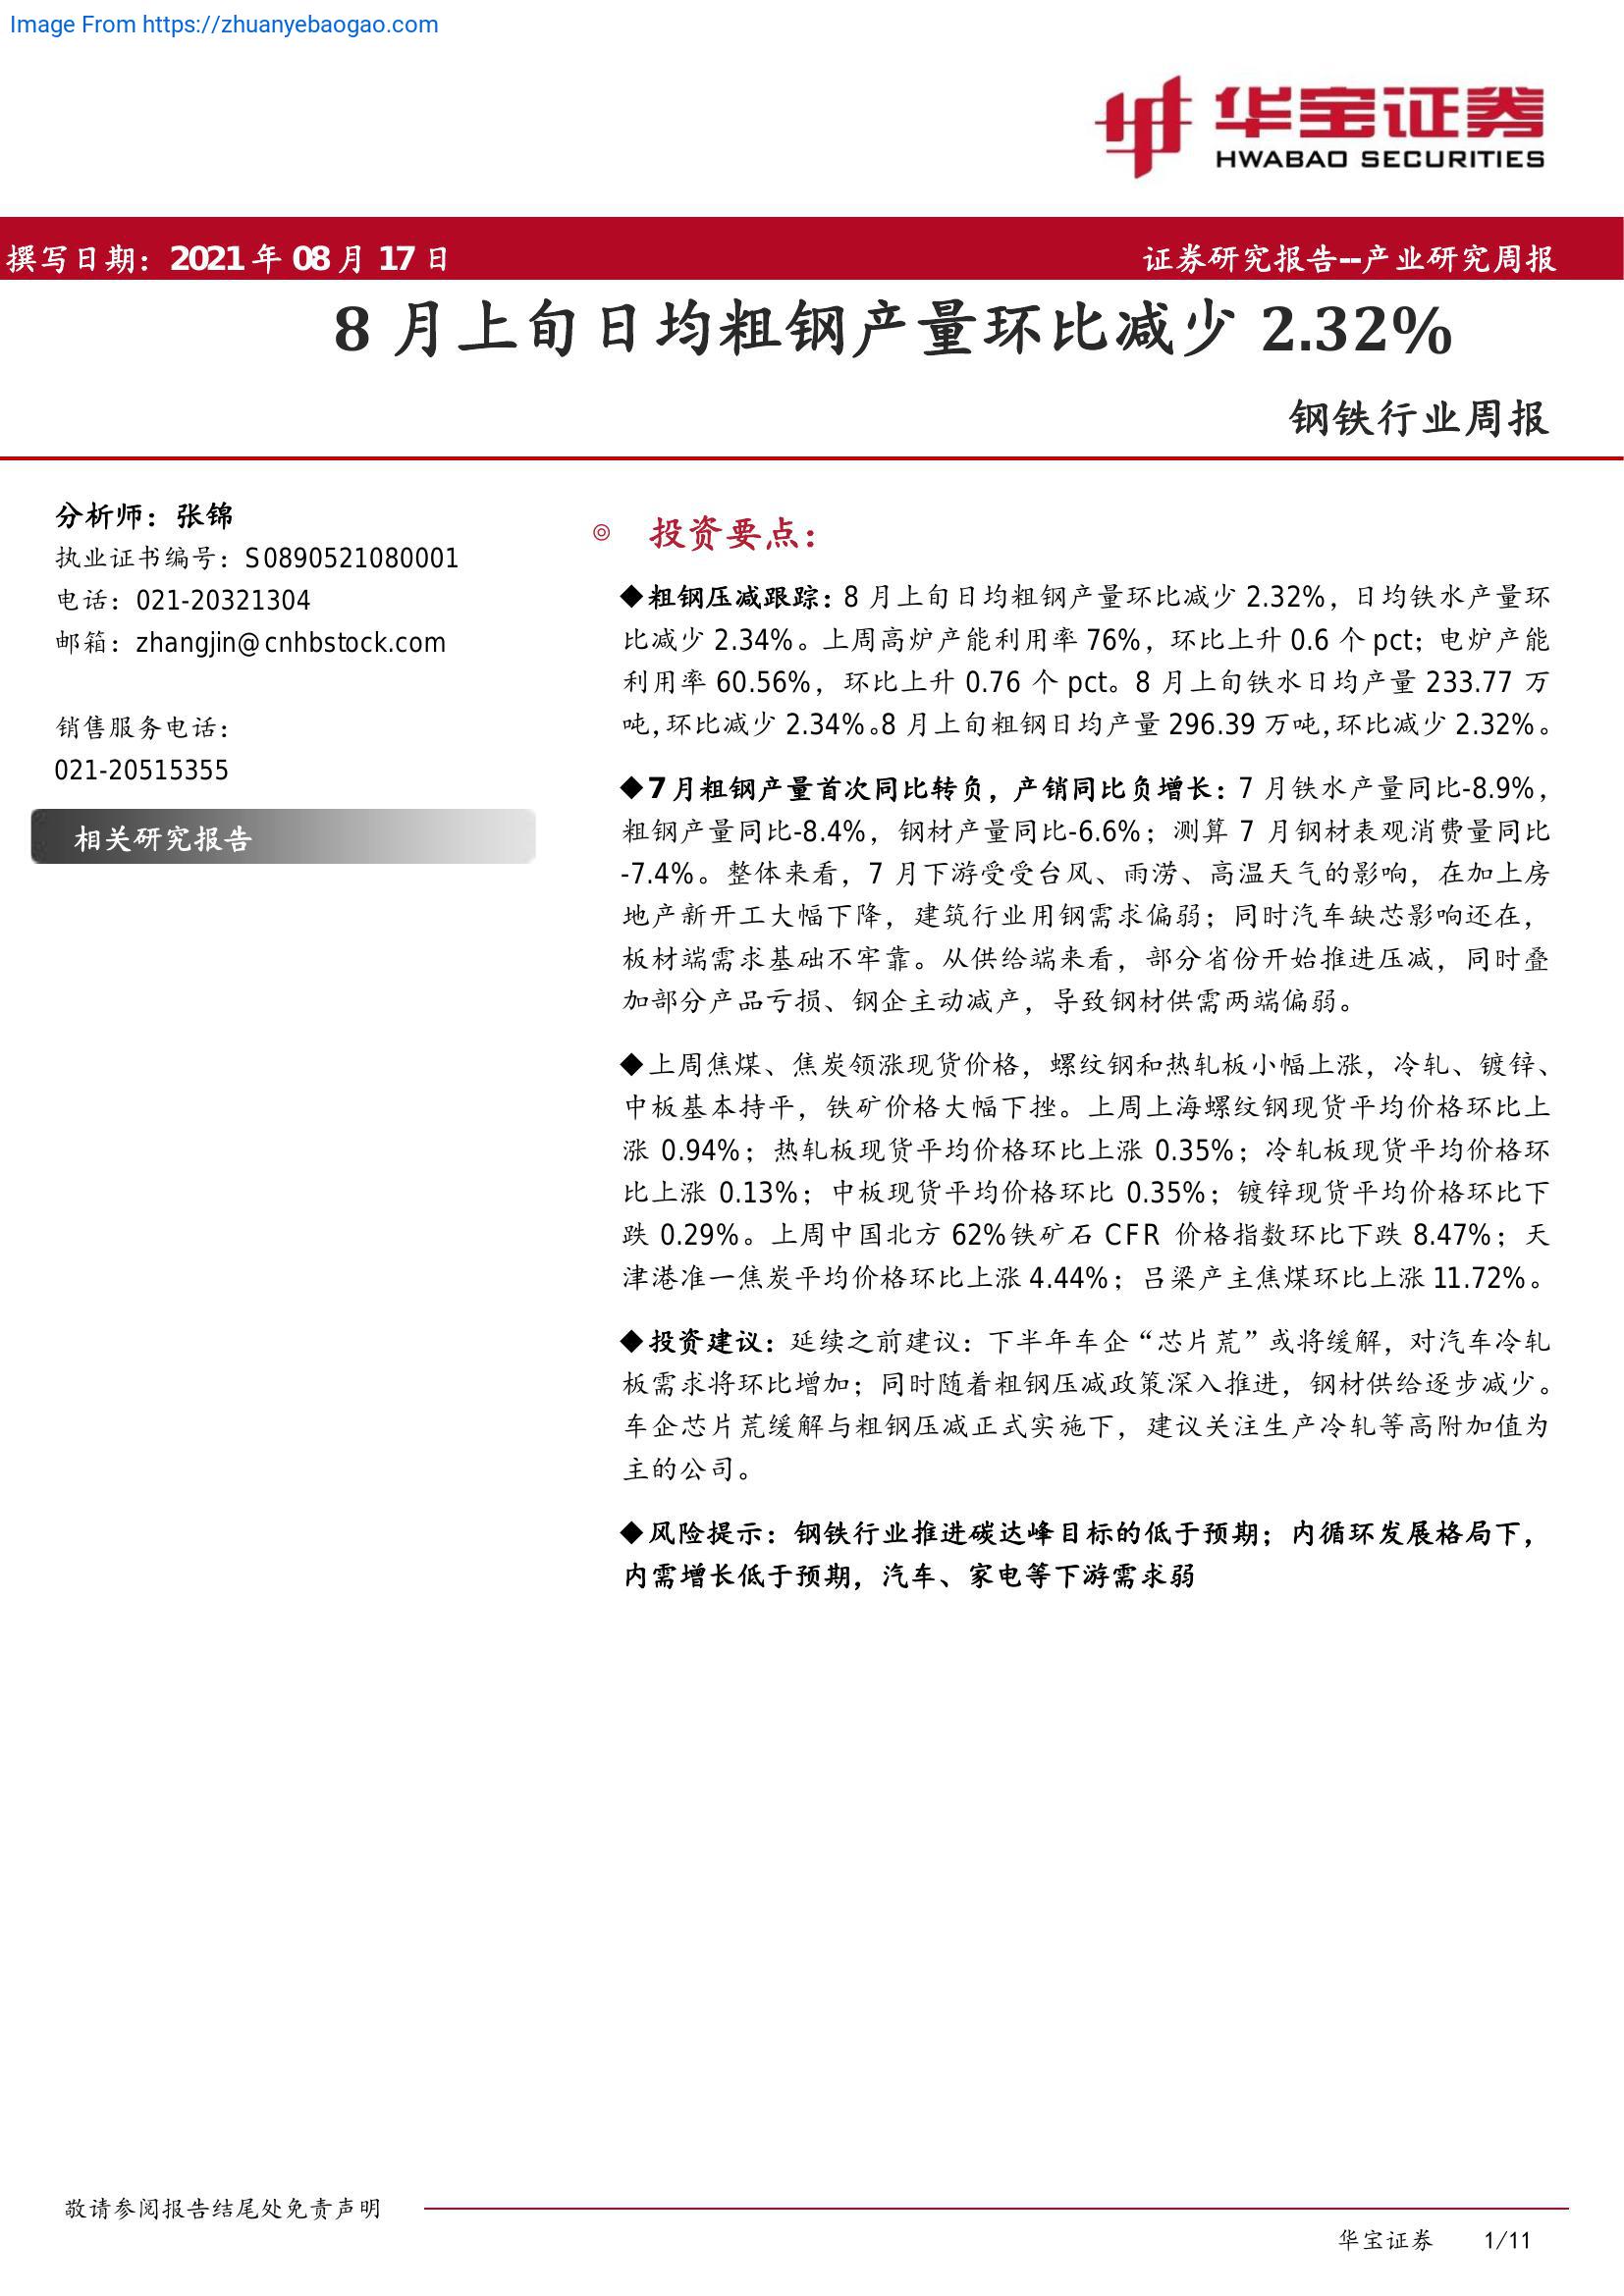 Image From https://zhuanyebaogao.com
华宝证券
HWABAO SECURITIES
撰写日期：2021 年 08 月 17 日
证券研究报告--产业研究周报
8 月上旬日均粗钢产量环比减少 2.32%
钢铁行业周报
分析师：张锦
执业证书编号：S0890521080001
电话：021-20321304
邮箱：zhangjin@cnhbstock.com
销售服务电话：
021-20515355
相关研究报告
◎ 投资要点：
◆粗钢压减跟踪：8 月上旬日均粗钢产量环比减少 2.32%，日均铁水产量环
比减少 2.34%。上周高炉产能利用率 76%，环比上升 0.6 个 pct；电炉产能
利用率 60.56%，环比上升 0.76 个 pct。8 月上旬铁水日均产量 233.77 万
吨，环比减少 2.34%。8 月上旬粗钢日均产量 296.39 万吨，环比减少 2.32%。
◆7 月粗钢产量首次同比转负，产销同比负增长：7 月铁水产量同比-8.9%，
粗钢产量同比-8.4%，钢材产量同比-6.6%；测算 7 月钢材表观消费量同比
-7.4%。整体来看，7 月下游受受台风、雨涝、高温天气的影响，在加上房
地产新开工大幅下降，建筑行业用钢需求偏弱；同时汽车缺芯影响还在，
板材端需求基础不牢靠。从供给端来看，部分省份开始推进压减，同时叠
加部分产品亏损、钢企主动减产，导致钢材供需两端偏弱。
◆上周焦煤、焦炭领涨现货价格，螺纹钢和热轧板小幅上涨，冷轧、镀锌、
中板基本持平，铁矿价格大幅下挫。上周上海螺纹钢现货平均价格环比上
涨 0.94%；热轧板现货平均价格环比上涨 0.35%；冷轧板现货平均价格环
比上涨 0.13%；中板现货平均价格环比 0.35%；镀锌现货平均价格环比下
跌 0.29%。上周中国北方 62%铁矿石 CFR 价格指数环比下跌 8.47%；天
津港准一焦炭平均价格环比上涨 4.44%；吕梁产主焦煤环比上涨 11.72%。
◆投资建议：延续之前建议：下半年车企“芯片荒”或将缓解，对汽车冷轧
板需求将环比增加；同时随着粗钢压减政策深入推进，钢材供给逐步减少。
车企芯片荒缓解与粗钢压减正式实施下，建议关注生产冷轧等高附加值为
主的公司。
◆风险提示：钢铁行业推进碳达峰目标的低于预期；内循环发展格局下，
内需增长低于预期，汽车、家电等下游需求弱
敬请参阅报告结尾处免责声明
华宝证券 1/11